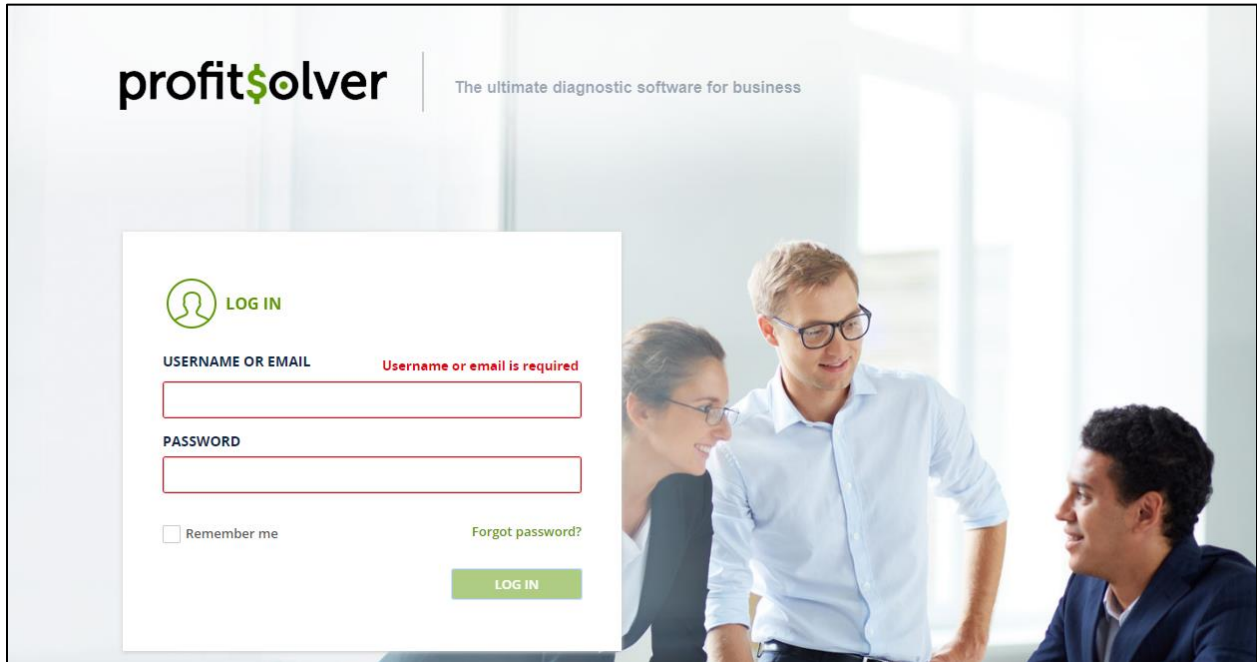 profit$olver
The ultimate diagnostic software for business
LOG IN
USERNAME OR EMAIL
Username or email is required
PASSWORD
Remember me
Forgot password?
LOG IN